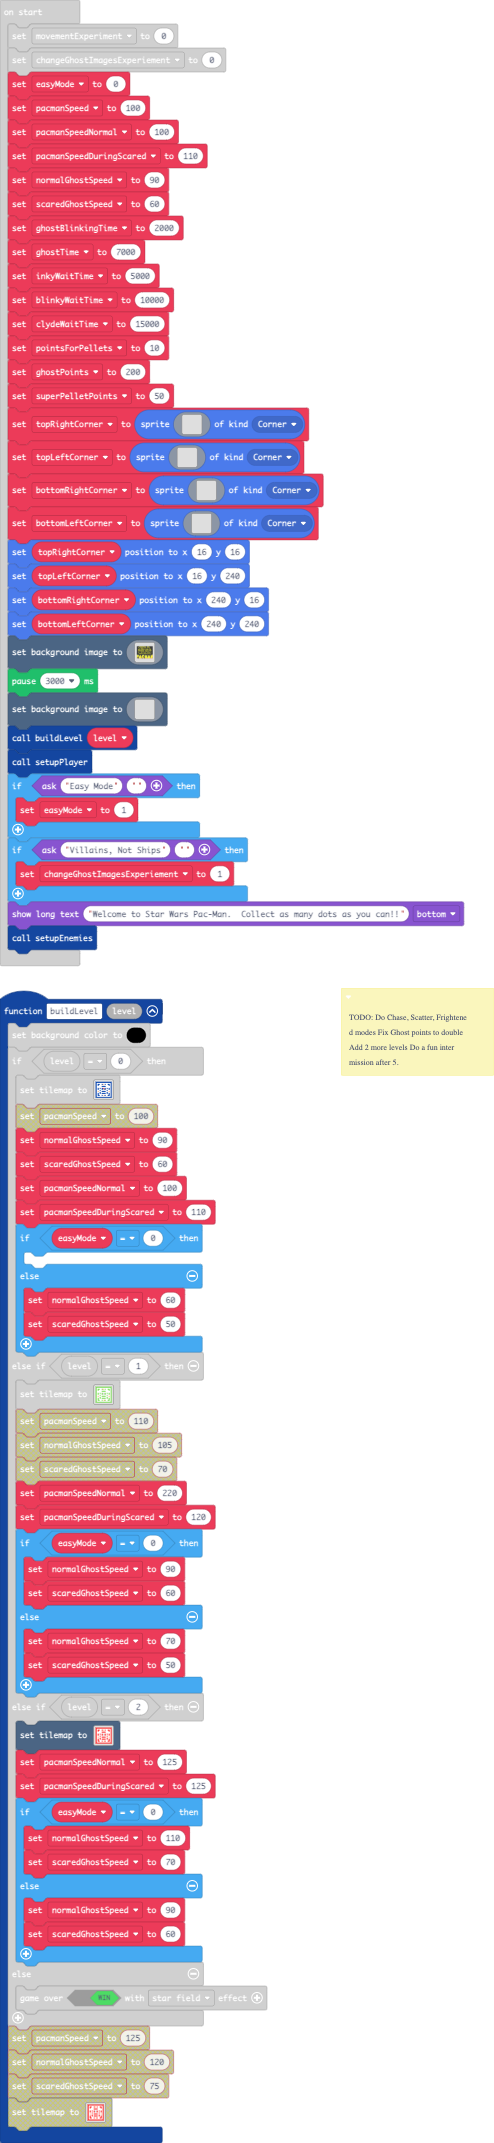 on start
set movementExperiment to 0
set changeGhostImagesExperiement to 0
set easyMode to 0
set pacmanSpeed to 100
set pacmanSpeedNormal to 100
set pacmanSpeedDuringScared to 110
set normalGhostSpeed to 90
set scaredGhostSpeed to 60
set ghostBlinkingTime to 2000
set ghostTime to 7000
set inkyWaitTime to 5000
set blinkyWaitTime to 10000
set clydeWaitTime to 15000
set pointsForPellets to 10
set ghostPoints to 200
set superPelletPoints to 50
set topRightCorner to sprite of kind Corner
set topLeftCorner to sprite of kind Corner
set bottomRightCorner to sprite of kind Corner
set bottomLeftCorner to sprite of kind Corner
set topRightCorner position to x 16 y 16
set topLeftCorner position to x 16 y 240
set bottomRightCorner position to x 240 y 16
set bottomLeftCorner position to x 240 y 240
set background image to
pause 3000 ms
set background image to
call buildLevel level
call setupPlayer
if ask "Easy Mode" "" then
set easyMode to 1
if ask "Villains, Not Ships" "" then
set changeGhostImagesExperiement to 1
show long text "Welcome to Star Wars Pac-Man. Collect as many dots as you can!!" bottom
call setupEnemies
function buildLevel level
set background color to
if level = 0 then
set tilemap to
set pacmanSpeed to 100
set normalGhostSpeed to 90
set scaredGhostSpeed to 60
set pacmanSpeedNormal to 100
set pacmanSpeedDuringScared to 110
if easyMode = 0 then
else
set normalGhostSpeed to 60
set scaredGhostSpeed to 50
else if level = 1 then
set tilemap to
set pacmanSpeed to 110
set normalGhostSpeed to 105
set scaredGhostSpeed to 70
set pacmanSpeedNormal to 220
set pacmanSpeedDuringScared to 120
if easyMode = 0 then
set normalGhostSpeed to 90
set scaredGhostSpeed to 60
else
set normalGhostSpeed to 70
set scaredGhostSpeed to 50
else if level = 2 then
set tilemap to
set pacmanSpeedNormal to 125
set pacmanSpeedDuringScared to 125
if easyMode = 0 then
set normalGhostSpeed to 110
set scaredGhostSpeed to 70
else
set normalGhostSpeed to 90
set scaredGhostSpeed to 60
else
game over WIN with star field effect
set pacmanSpeed to 125
set normalGhostSpeed to 120
set scaredGhostSpeed to 75
set tilemap to
TODO: Do Chase, Scatter, Frightene
d modes Fix Ghost points to double
Add 2 more levels Do a fun inter
mission after 5.